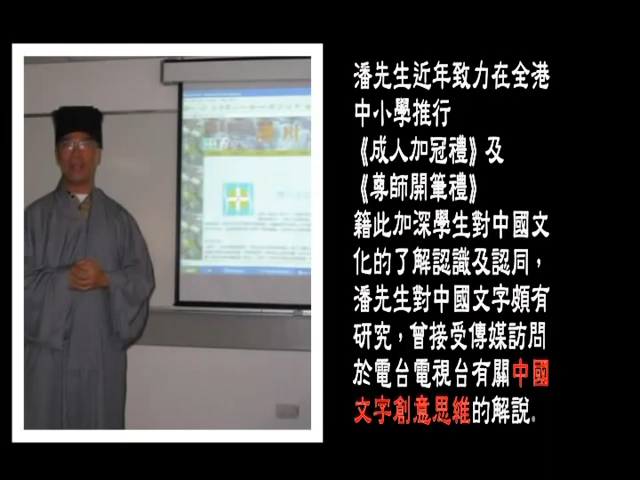 潘先生近年致力在全港
中小學推行
《成人加冠禮》及
《尊師開筆禮》
籍此加深學生對中國文
化的了解認識及認同，
潘先生對中國文字頗有
研究，曾接受傳媒訪問
於電台電視台有關中國
文字創意思維的解說.